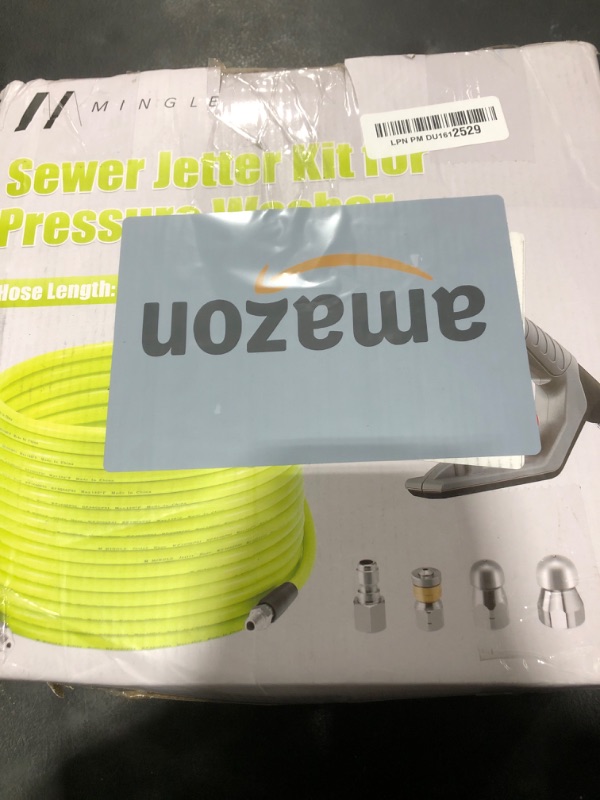 MINGLE
LPN PM DU1612529
Sewer Jetter Kit for
Pressure Washer
Hose Length:
amazon